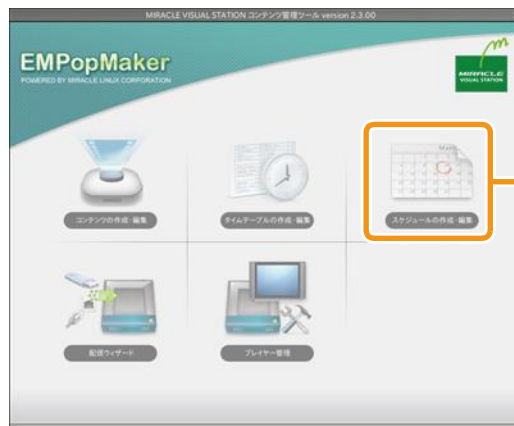 MIRACLE VISUAL STATION コンテンツ管理ツール version 2.3.00
EMPopMaker
POWERED BY MIRACLE LINUX CORPORATION
m
MIRACLE
VISUAL STATION
コンテンツの作成・編集
タイムテーブルの作成・編集
スケジュールの作成・編集
配信ウィザード
プレイヤー管理